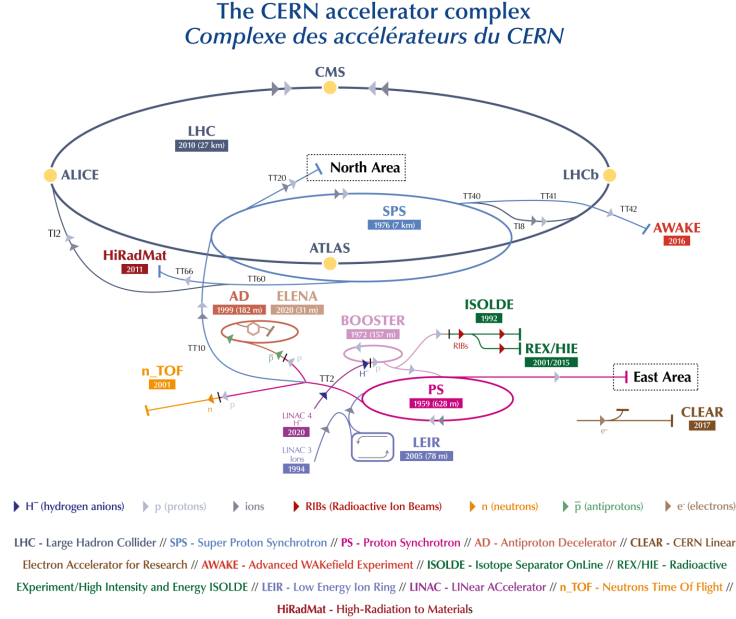 The CERN accelerator complex
Complexe des accélérateurs du CERN
CMS
LHC
2010 (27 km)
North Area
TT20
ALICE
LHCb
TT40
TT41
SPS
1976 (7 km)
TT42
TI8
TI2
AWAKE
2016
ATLAS
HiRadMat
2011
TT66
TT60
AD
1999 (182 m)
ELENA
2020 (31 m)
ISOLDE
1992
BOOSTER
1972 (157 m)
e-
RIBs
REX/HIE
2001/2015
TT10
p
p
p
H-
n_TOF
2001
TT2
East Area
PS
1959 (628 m)
n
p
LINAC 4
H-
2020
CLEAR
2017
e-
LEIR
2005 (78 m)
LINAC 3
Ions
1994
H- (hydrogen anions)
p (protons)
ions
RIBs (Radioactive Ion Beams)
n (neutrons)
p̅ (antiprotons)
e- (electrons)
LHC - Large Hadron Collider // SPS - Super Proton Synchrotron // PS - Proton Synchrotron // AD - Antiproton Decelerator // CLEAR - CERN Linear
Electron Accelerator for Research // AWAKE - Advanced WAKefield Experiment // ISOLDE - Isotope Separator OnLine // REX/HIE - Radioactive
EXperiment/High Intensity and Energy ISOLDE // LEIR - Low Energy Ion Ring // LINAC - LINear ACcelerator // n_TOF - Neutrons Time Of Flight //
HiRadMat - High-Radiation to Materials